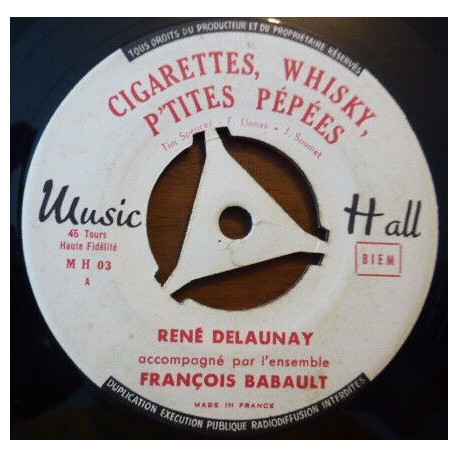 TOUS DROITS DU PRODUCTEUR ET DU PROPRIÉTAIRE RÉSERVÉS
CIGARETTES, WHISKY,
P'TITES PÉPÉES
Tim Spencer - F. Llenas - J. Soumet
Music Hall
45 Tours
Haute Fidélité
BIEM
M H 03
A
RENÉ DELAUNAY
accompagné par l'ensemble
FRANÇOIS BABAULT
MADE IN FRANCE
DUPLICATION EXECUTION PUBLIQUE RADIODIFFUSION INTERDITES